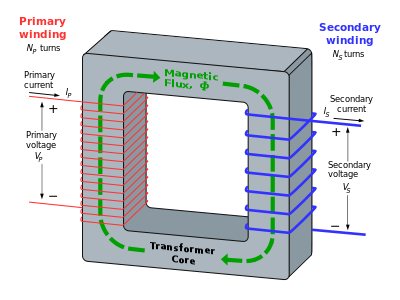 Primary
winding
NP turns
Primary
current
IP
+
Primary
voltage
VP
−
Magnetic
Flux, Φ
Transformer
Core
Secondary
winding
NS turns
Secondary
current
IS
+
Secondary
voltage
VS
−